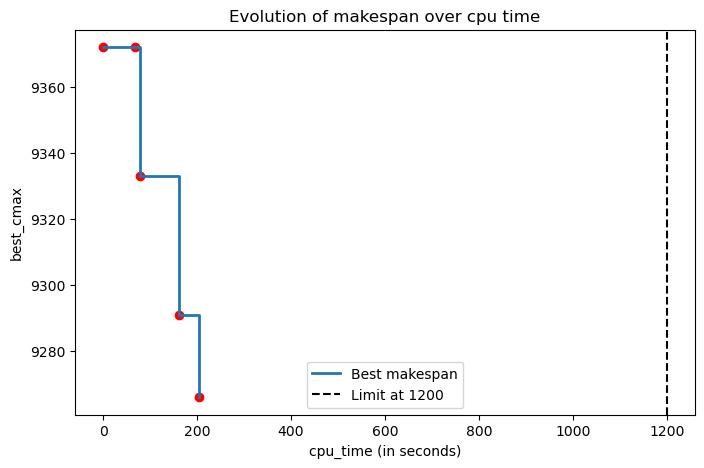 Evolution of makespan over cpu time
best_cmax
9360
9340
9320
9300
9280
Best makespan
Limit at 1200
0 200 400 600 800 1000 1200
cpu_time (in seconds)